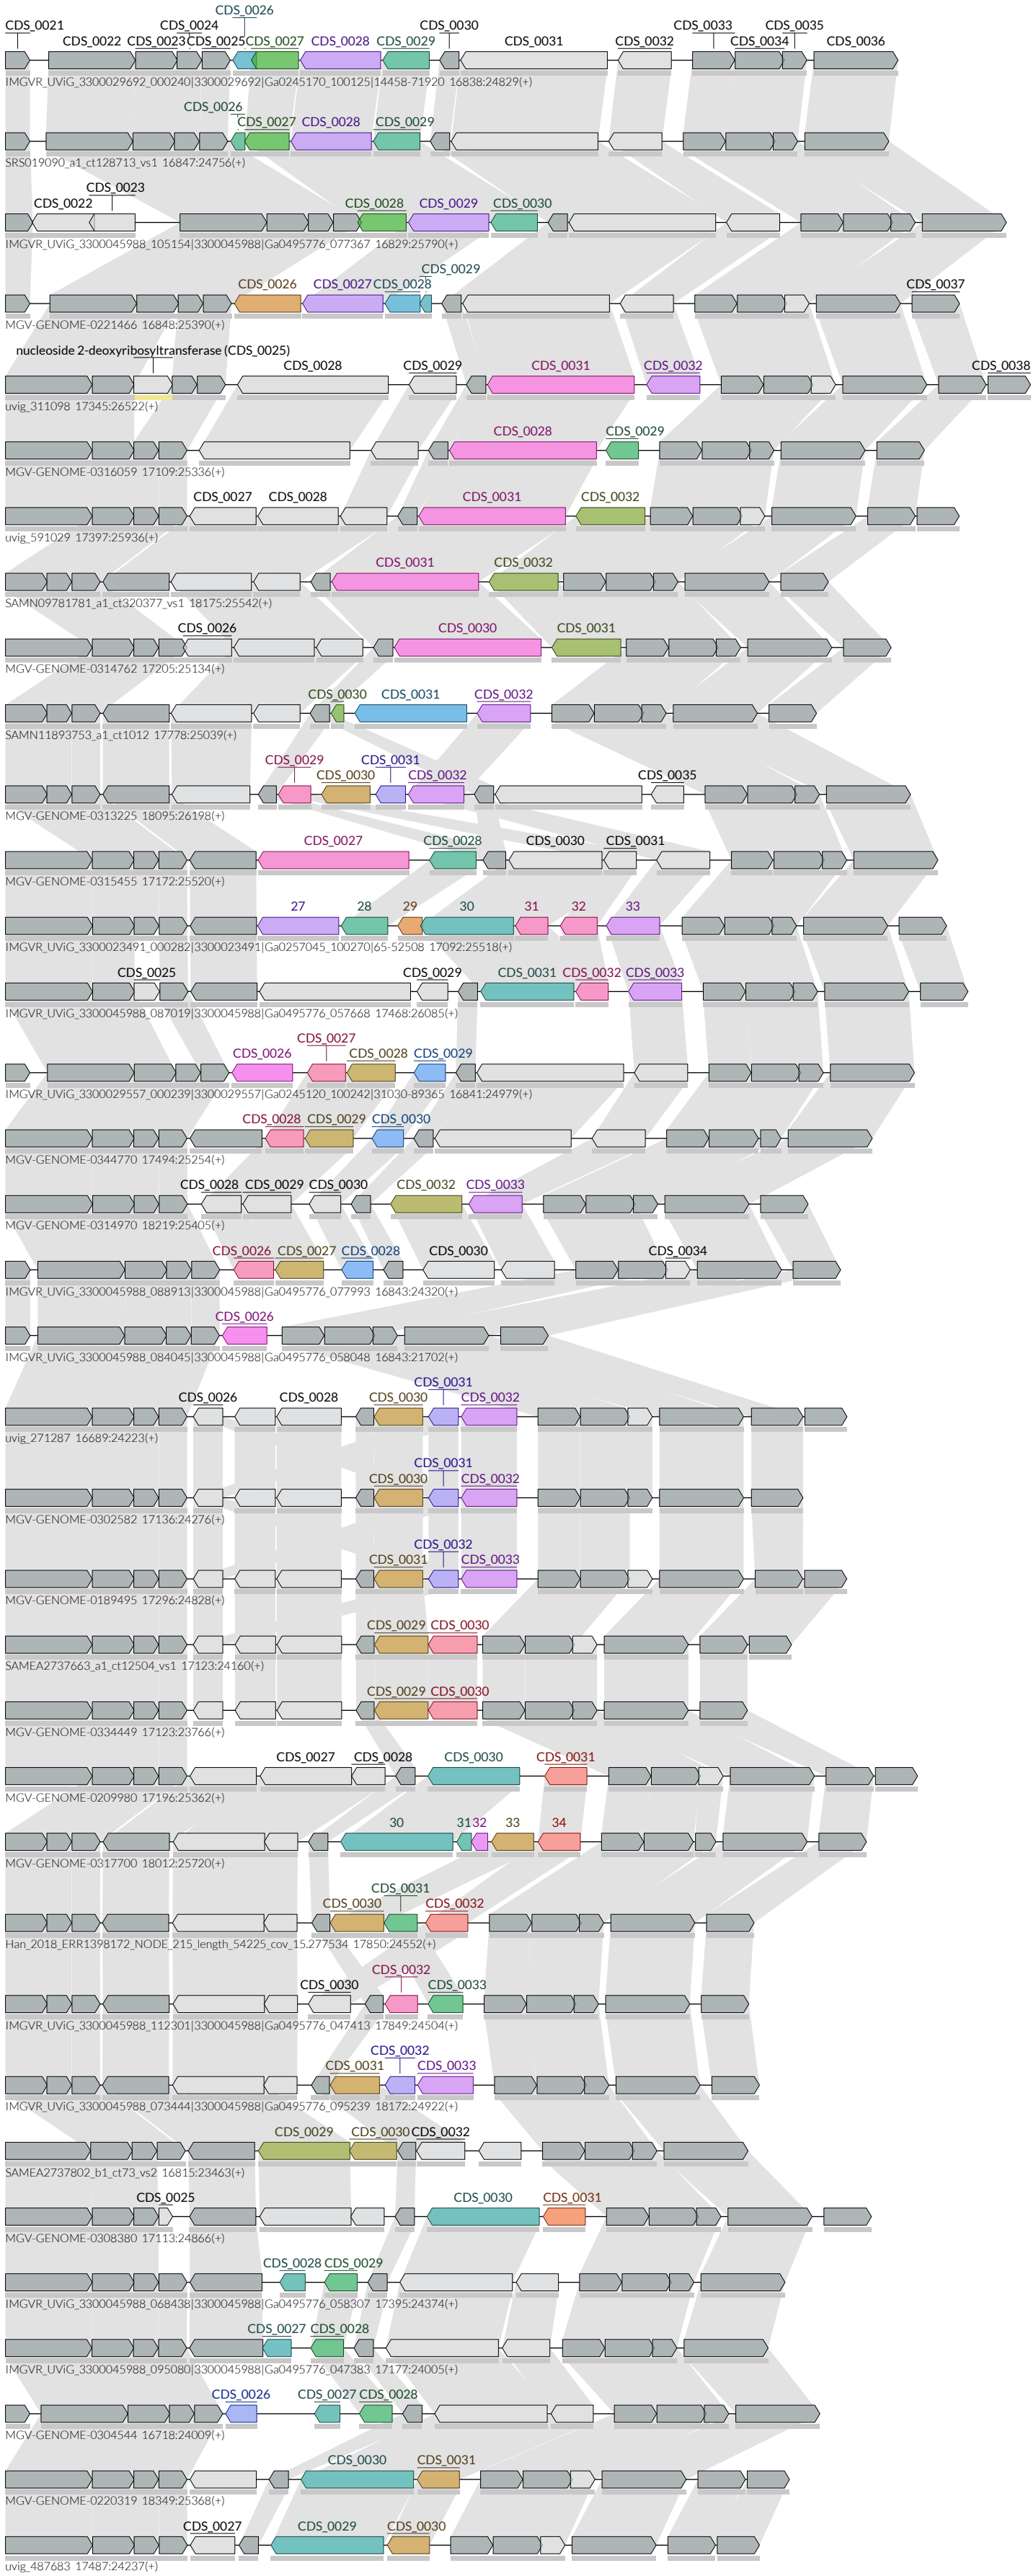 CDS_0026
CDS_0021 CDS_0024 CDS_0030 CDS_0033 CDS_0035
CDS_0022 CDS_0023 CDS_0025 CDS_0027 CDS_0028 CDS_0029 CDS_0031 CDS_0032 CDS_0034 CDS_0036
IMGVR_UViG_3300029692_000240|3300029692|Ga0245170_100125|14458-71920 16838:24829(+)
CDS_0026
CDS_0027 CDS_0028 CDS_0029
SRS019090_a1_ct128713_vs1 16847:24756(+)
CDS_0023
CDS_0022 CDS_0028 CDS_0029 CDS_0030
IMGVR_UViG_3300045988_105154|3300045988|Ga0495776_077367 16829:25790(+)
CDS_0029
CDS_0026 CDS_0027 CDS_0028 CDS_0037
MGV-GENOME-0221466 16848:25390(+)
nucleoside 2-deoxyribosyltransferase (CDS_0025)
CDS_0028 CDS_0029 CDS_0031 CDS_0032 CDS_0038
uvig_311098 17345:26522(+)
CDS_0028 CDS_0029
MGV-GENOME-0316059 17109:25336(+)
CDS_0027 CDS_0028 CDS_0031 CDS_0032
uvig_591029 17397:25936(+)
CDS_0031 CDS_0032
SAMN09781781_a1_ct320377_vs1 18175:25542(+)
CDS_0026 CDS_0030 CDS_0031
MGV-GENOME-0314762 17205:25134(+)
CDS_0030 CDS_0031 CDS_0032
SAMN11893753_a1_ct1012 17778:25039(+)
CDS_0029 CDS_0031
CDS_0030 CDS_0032 CDS_0035
MGV-GENOME-0313225 18095:26198(+)
CDS_0027 CDS_0028 CDS_0030 CDS_0031
MGV-GENOME-0315455 17172:25520(+)
27 28 29 30 31 32 33
IMGVR_UViG_3300023491_000282|3300023491|Ga0257045_100270|65-52508 17092:25518(+)
CDS_0025 CDS_0029 CDS_0031 CDS_0032 CDS_0033
IMGVR_UViG_3300045988_087019|3300045988|Ga0495776_057668 17468:26085(+)
CDS_0027
CDS_0026 CDS_0028 CDS_0029
IMGVR_UViG_3300029557_000239|3300029557|Ga0245120_100242|31030-89365 16841:24979(+)
CDS_0028 CDS_0029 CDS_0030
MGV-GENOME-0344770 17494:25254(+)
CDS_0028 CDS_0029 CDS_0030 CDS_0032 CDS_0033
MGV-GENOME-0314970 18219:25405(+)
CDS_0026 CDS_0027 CDS_0028 CDS_0030 CDS_0034
IMGVR_UViG_3300045988_088913|3300045988|Ga0495776_077993 16843:24320(+)
CDS_0026
IMGVR_UViG_3300045988_084045|3300045988|Ga0495776_058048 16843:21702(+)
CDS_0031
CDS_0026 CDS_0028 CDS_0030 CDS_0032
uvig_271287 16689:24223(+)
CDS_0031
CDS_0030 CDS_0032
MGV-GENOME-0302582 17136:24276(+)
CDS_0032
CDS_0031 CDS_0033
MGV-GENOME-0189495 17296:24828(+)
CDS_0029 CDS_0030
SAMEA2737663_a1_ct12504_vs1 17123:24160(+)
CDS_0029 CDS_0030
MGV-GENOME-0334449 17123:23766(+)
CDS_0027 CDS_0028 CDS_0030 CDS_0031
MGV-GENOME-0209980 17196:25362(+)
30 31 32 33 34
MGV-GENOME-0317700 18012:25720(+)
CDS_0031
CDS_0030 CDS_0032
Han_2018_ERR1398172_NODE_215_length_54225_cov_15.277534 17850:24552(+)
CDS_0032
CDS_0030 CDS_0033
IMGVR_UViG_3300045988_112301|3300045988|Ga0495776_047413 17849:24504(+)
CDS_0032
CDS_0031 CDS_0033
IMGVR_UViG_3300045988_073444|3300045988|Ga0495776_095239 18172:24922(+)
CDS_0029 CDS_0030 CDS_0032
SAMEA2737802_b1_ct73_vs2 16815:23463(+)
CDS_0025 CDS_0030 CDS_0031
MGV-GENOME-0308380 17113:24866(+)
CDS_0028 CDS_0029
IMGVR_UViG_3300045988_068438|3300045988|Ga0495776_058307 17395:24374(+)
CDS_0027 CDS_0028
IMGVR_UViG_3300045988_095080|3300045988|Ga0495776_047383 17177:24005(+)
CDS_0026 CDS_0027 CDS_0028
MGV-GENOME-0304544 16718:24009(+)
CDS_0030 CDS_0031
MGV-GENOME-0220319 18349:25368(+)
CDS_0027 CDS_0029 CDS_0030
uvig_487683 17487:24237(+)